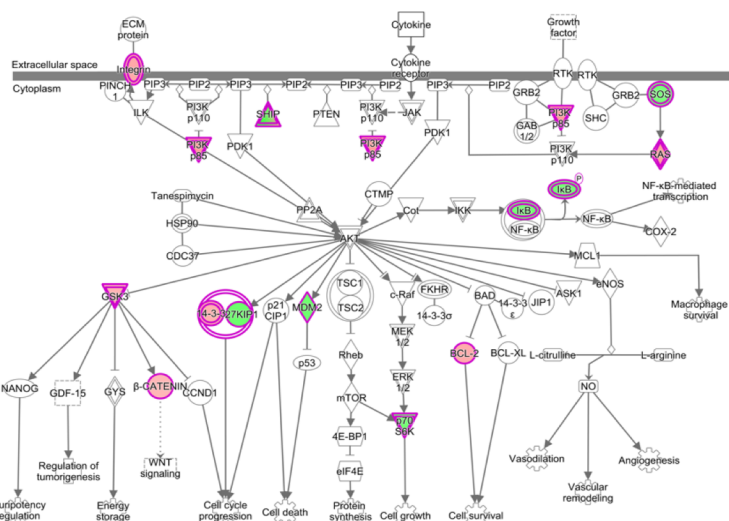 ECM
protein
Cytokine
Growth
factor
Extracellular space
Integrin
Cytokine
receptor
RTK
RTK
Cytoplasm
PINCH
1
PIP3
PIP2
PIP3
PIP2
PIP3
PIP2
PIP3
PIP2
GRB2
GRB2
SOS
ILK
PI3K
p110
SHIP
PTEN
PI3K
p110
JAK
PI3K
p85
SHC
GAB
1/2
PDK1
PDK1
PI3K
p85
PI3K
p85
PI3K
p110
RAS
Tanespimycin
CTMP
IκB
P
NF-κB-mediated
transcription
HSP90
PP2A
Cot
IKK
IκB
NF-κB
NF-κB
COX-2
AKT
CDC37
MCL1
GSK3
14-3-3
p21
CIP1
MDM2
TSC1
TSC2
c-Raf
FKHR
14-3-3σ
BAD
14-3-3
ε
JIP1
ASK1
eNOS
Macrophage
survival
MEK
1/2
p53
Rheb
BCL-2
BCL-XL
L-citrulline
L-arginine
ERK
1/2
NANOG
GDF-15
GYS
β-CATENIN
CCND1
mTOR
NO
p70
S6K
4E-BP1
Regulation of
tumorigenesis
WNT
signaling
eIF4E
Vasodilation
Angiogenesis
Vascular
remodeling
Energy
storage
Cell cycle
progression
Cell death
Protein
synthesis
Cell growth
Cell survival